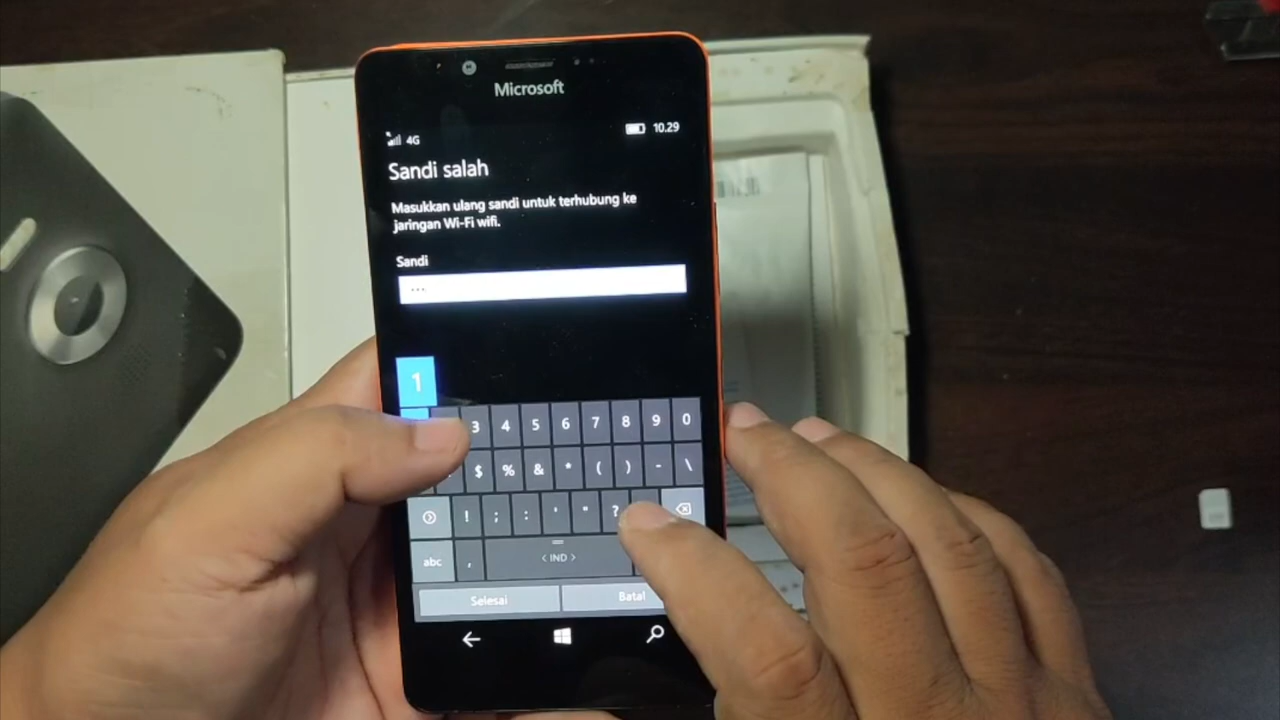 Microsoft
4G 10.29
Sandi salah
Masukkan ulang sandi untuk terhubung ke
jaringan Wi-Fi wifi.
Sandi
...
1
3 4 5 6 7 8 9 0
$ % & * ( ) - \
! ; : ' " ?
abc , < IND >
Selesai Batal